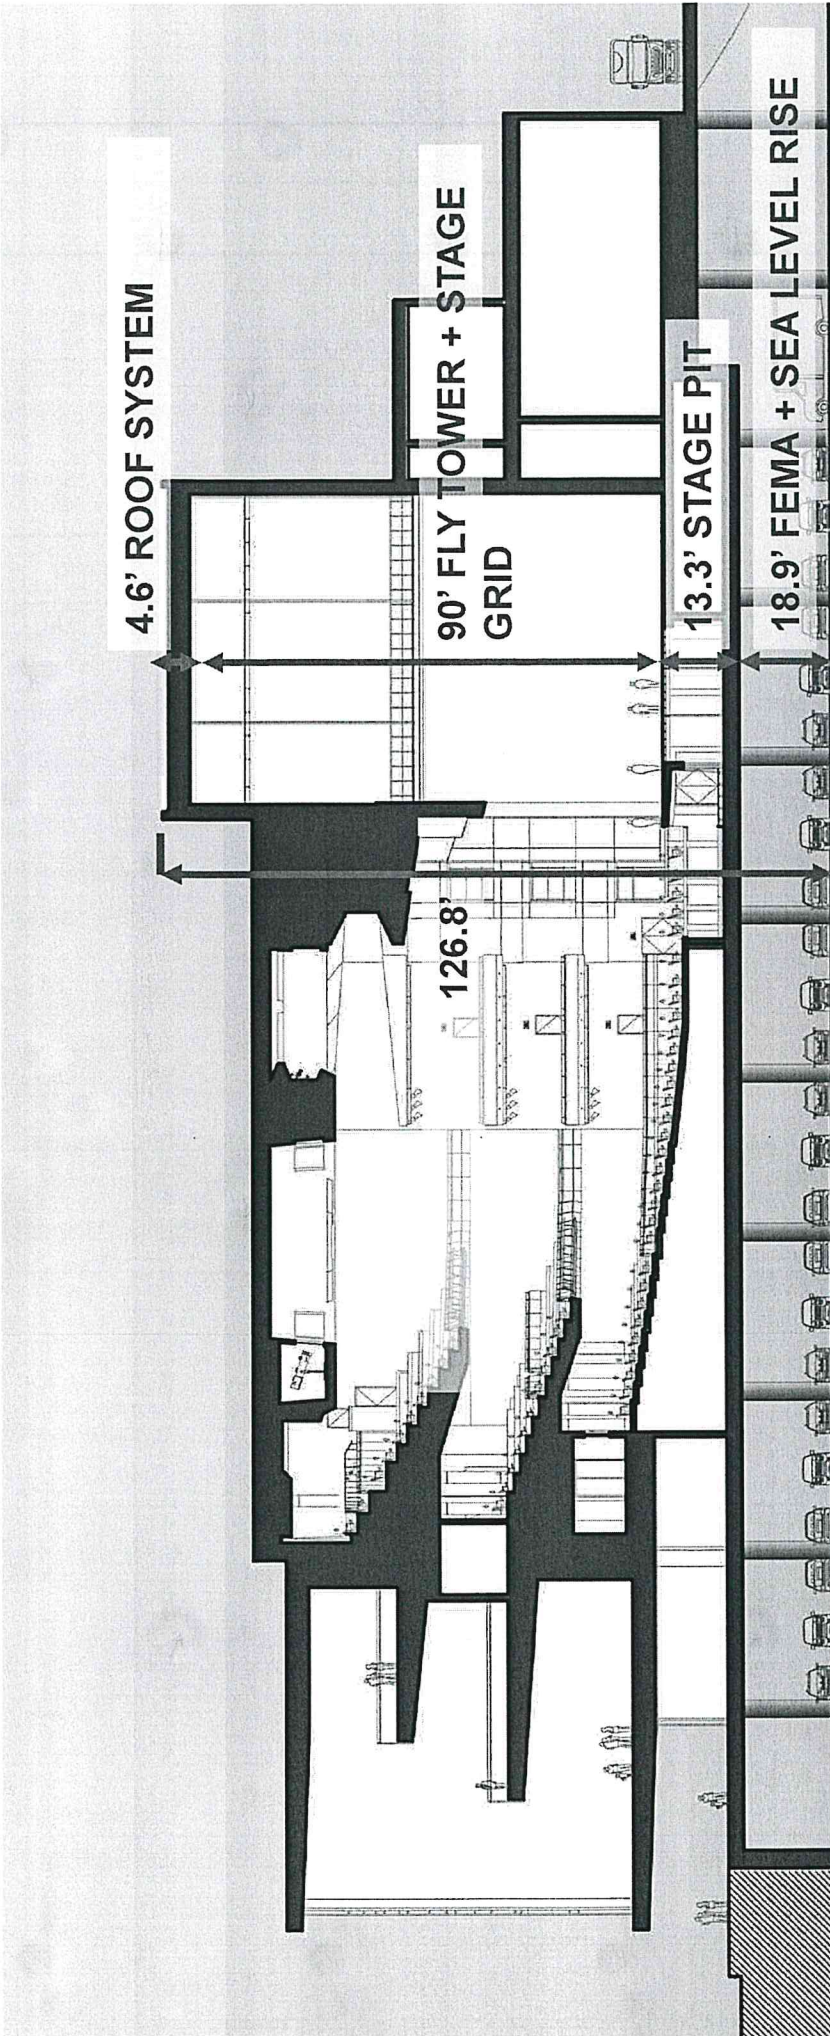 4.6' ROOF SYSTEM
90' FLY TOWER + STAGE
GRID
126.8'
13.3' STAGE PIT
18.9' FEMA + SEA LEVEL RISE